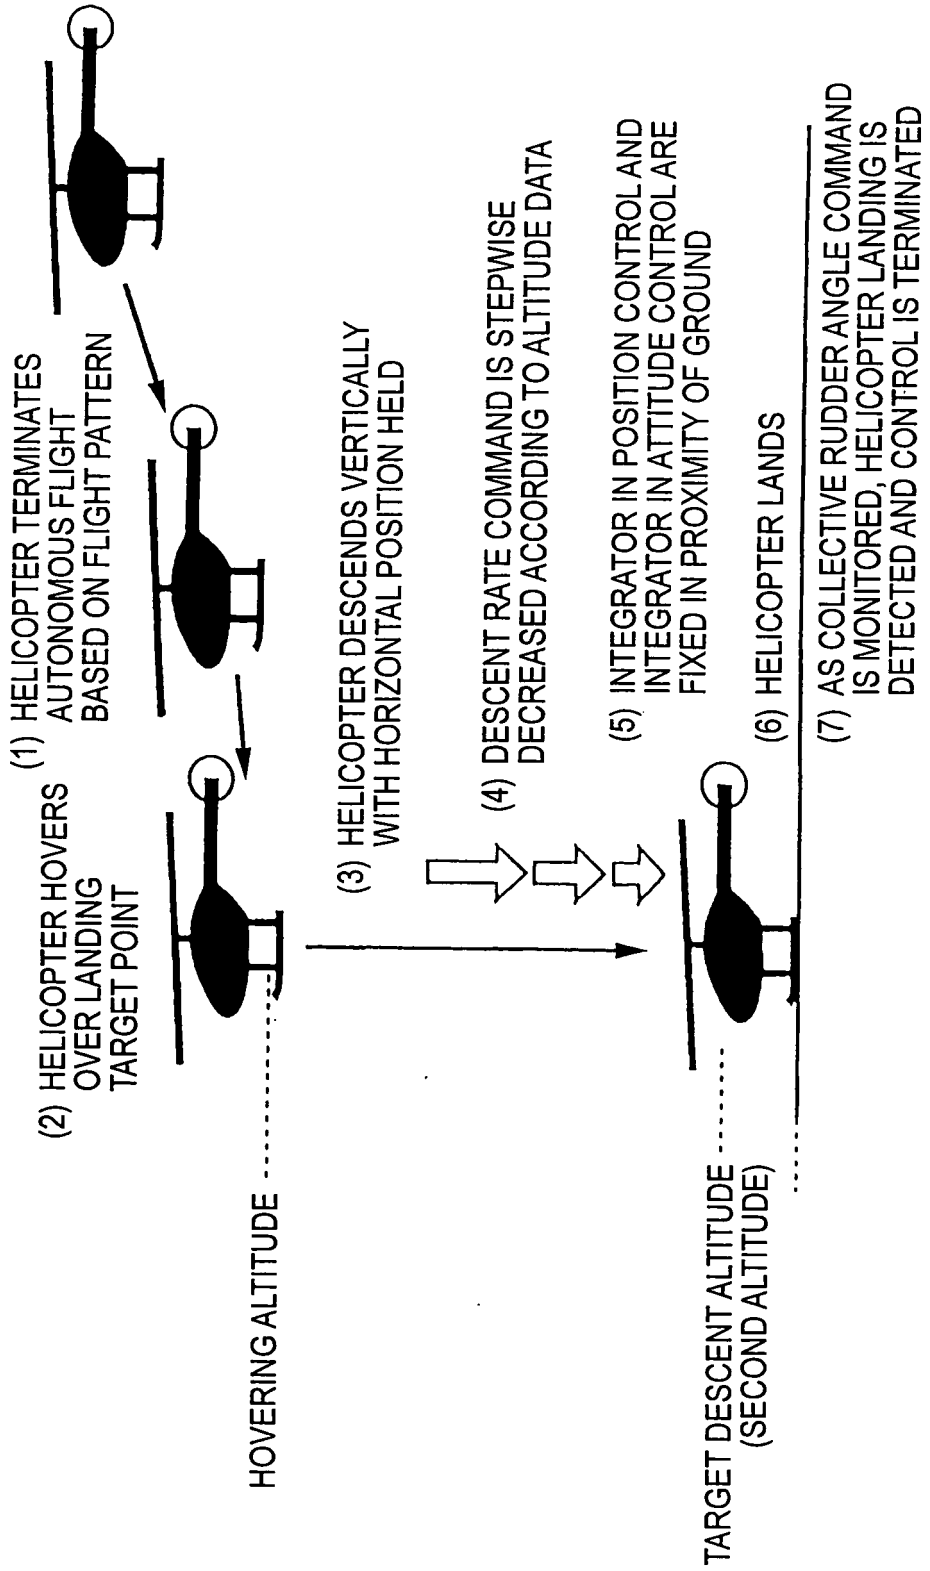 (1) HELICOPTER TERMINATES
AUTONOMOUS FLIGHT
BASED ON FLIGHT PATTERN
(2) HELICOPTER HOVERS
OVER LANDING
TARGET POINT
(3) HELICOPTER DESCENDS VERTICALLY
WITH HORIZONTAL POSITION HELD
HOVERING ALTITUDE
(4) DESCENT RATE COMMAND IS STEPWISE
DECREASED ACCORDING TO ALTITUDE DATA
(5) INTEGRATOR IN POSITION CONTROL AND
INTEGRATOR IN ATTITUDE CONTROL ARE
FIXED IN PROXIMITY OF GROUND
TARGET DESCENT ALTITUDE
(SECOND ALTITUDE)
(6) HELICOPTER LANDS
(7) AS COLLECTIVE RUDDER ANGLE COMMAND
IS MONITORED, HELICOPTER LANDING IS
DETECTED AND CONTROL IS TERMINATED